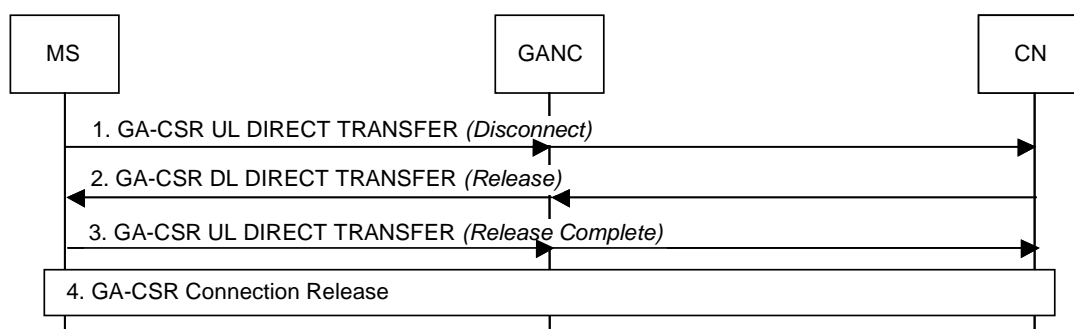 MS
GANC
CN
1. GA-CSR UL DIRECT TRANSFER (Disconnect)
2. GA-CSR DL DIRECT TRANSFER (Release)
3. GA-CSR UL DIRECT TRANSFER (Release Complete)
4. GA-CSR Connection Release